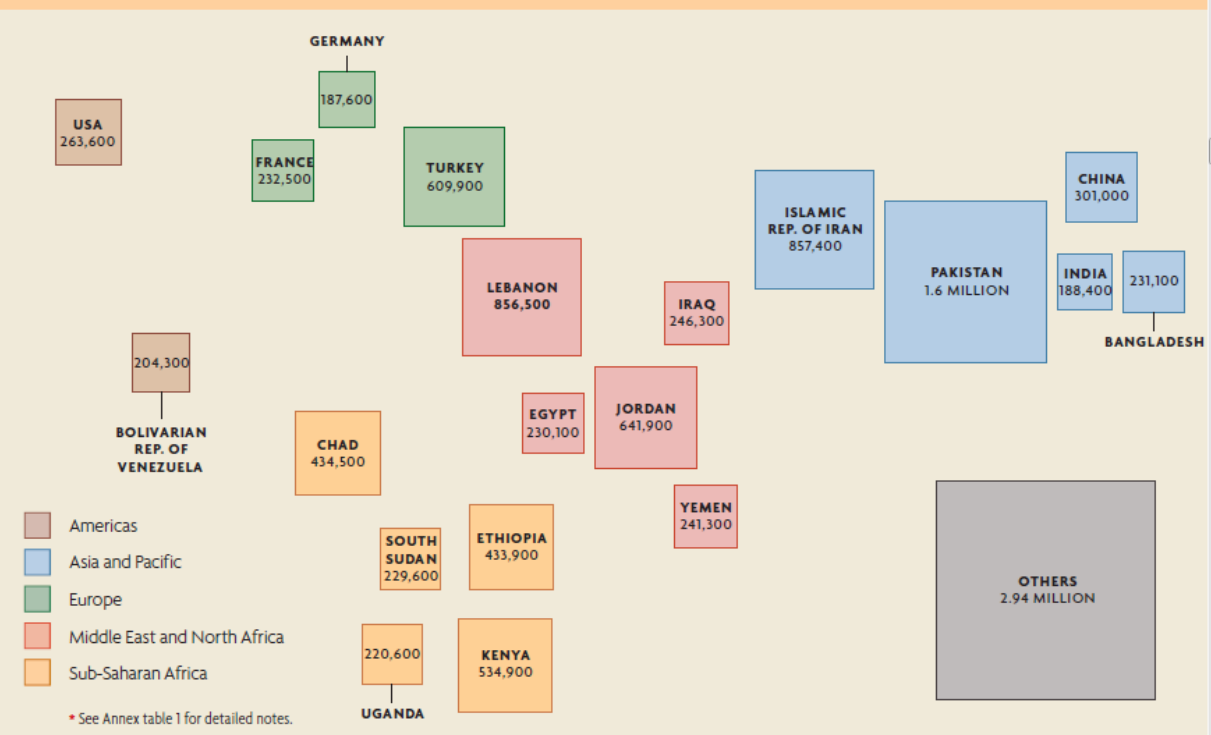 GERMANY
187,600
USA
263,600
FRANCE
232,500
TURKEY
609,900
CHINA
301,000
ISLAMIC
REP. OF IRAN
857,400
PAKISTAN
1.6 MILLION
INDIA
188,400
231,100
BANGLADESH
LEBANON
856,500
IRAQ
246,300
204,300
BOLIVARIAN
REP. OF
VENEZUELA
CHAD
434,500
EGYPT
230,100
JORDAN
641,900
YEMEN
241,300
SOUTH
SUDAN
229,600
ETHIOPIA
433,900
OTHERS
2.94 MILLION
220,600
UGANDA
KENYA
534,900
Americas
Asia and Pacific
Europe
Middle East and North Africa
Sub-Saharan Africa
* See Annex table 1 for detailed notes.